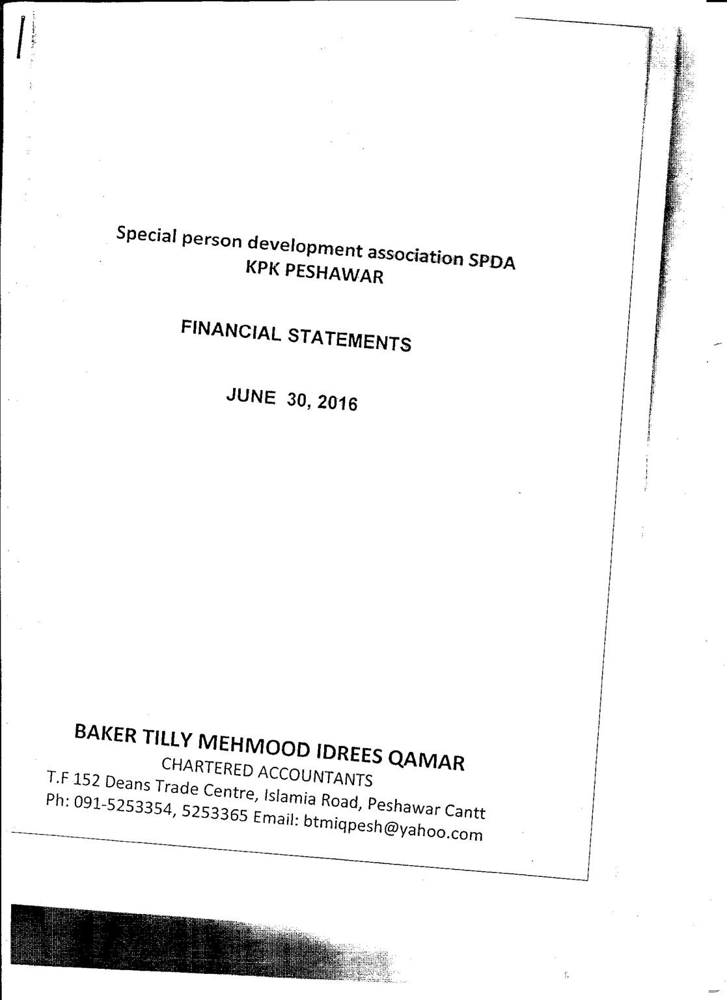 Special person development association SPDA
KPK PESHAWAR
FINANCIAL STATEMENTS
JUNE 30, 2016
BAKER TILLY MEHMOOD IDREES QAMAR
CHARTERED ACCOUNTANTS
T.F 152 Deans Trade Centre, Islamia Road, Peshawar Cantt
Ph: 091-5253354, 5253365 Email: btmiqpesh@yahoo.com